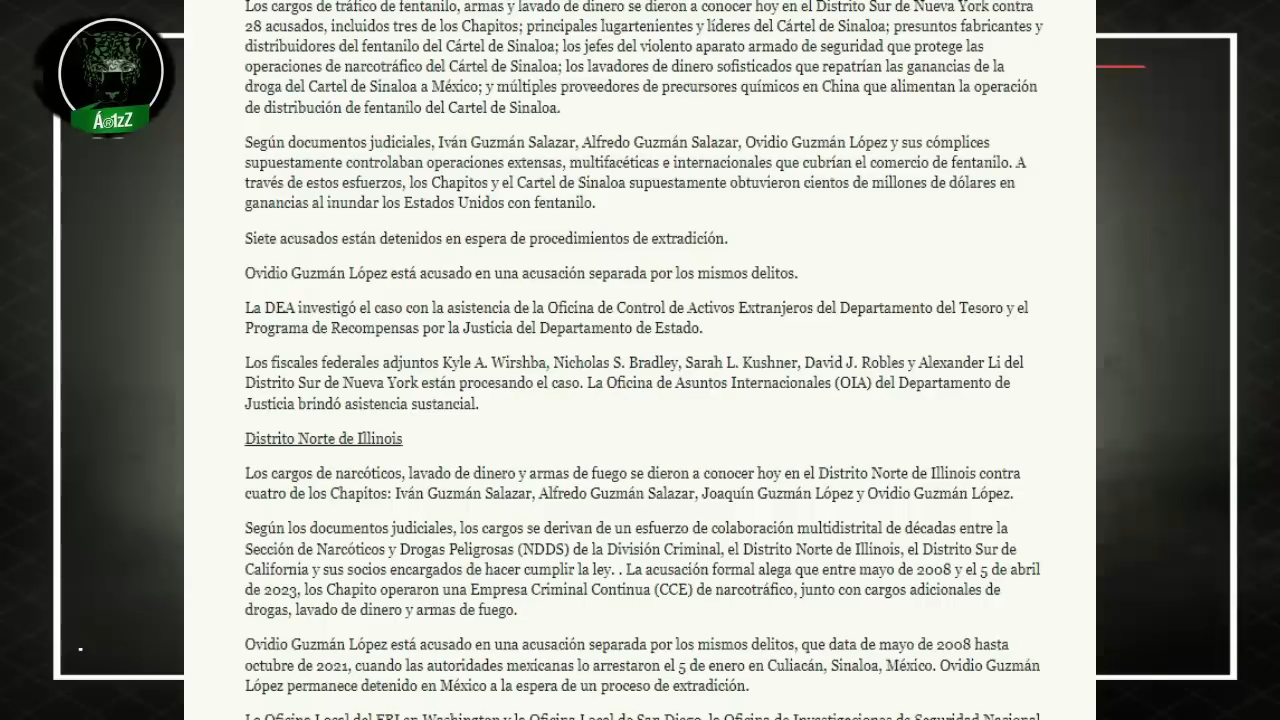 Los cargos de tráfico de fentanilo, armas y lavado de dinero se dieron a conocer hoy en el Distrito Sur de Nueva York contra
28 acusados, incluidos tres de los Chapitos; principales lugartenientes y líderes del Cártel de Sinaloa; presuntos fabricantes y
distribuidores del fentanilo del Cártel de Sinaloa; los jefes del violento aparato armado de seguridad que protege las
operaciones de narcotráfico del Cártel de Sinaloa; los lavadores de dinero sofisticados que repatrían las ganancias de la
droga del Cartel de Sinaloa a México; y múltiples proveedores de precursores químicos en China que alimentan la operación
de distribución de fentanilo del Cartel de Sinaloa.
Según documentos judiciales, Iván Guzmán Salazar, Alfredo Guzmán Salazar, Ovidio Guzmán López y sus cómplices
supuestamente controlaban operaciones extensas, multifacéticas e internacionales que cubrían el comercio de fentanilo. A
través de estos esfuerzos, los Chapitos y el Cartel de Sinaloa supuestamente obtuvieron cientos de millones de dólares en
ganancias al inundar los Estados Unidos con fentanilo.
Siete acusados están detenidos en espera de procedimientos de extradición.
Ovidio Guzmán López está acusado en una acusación separada por los mismos delitos.
La DEA investigó el caso con la asistencia de la Oficina de Control de Activos Extranjeros del Departamento del Tesoro y el
Programa de Recompensas por la Justicia del Departamento de Estado.
Los fiscales federales adjuntos Kyle A. Wirshba, Nicholas S. Bradley, Sarah L. Kushner, David J. Robles y Alexander Li del
Distrito Sur de Nueva York están procesando el caso. La Oficina de Asuntos Internacionales (OIA) del Departamento de
Justicia brindó asistencia sustancial.
Distrito Norte de Illinois
Los cargos de narcóticos, lavado de dinero y armas de fuego se dieron a conocer hoy en el Distrito Norte de Illinois contra
cuatro de los Chapitos: Iván Guzmán Salazar, Alfredo Guzmán Salazar, Joaquín Guzmán López y Ovidio Guzmán López.
Según los documentos judiciales, los cargos se derivan de un esfuerzo de colaboración multidistrital de décadas entre la
Sección de Narcóticos y Drogas Peligrosas (NDDS) de la División Criminal, el Distrito Norte de Illinois, el Distrito Sur de
California y sus socios encargados de hacer cumplir la ley. . La acusación formal alega que entre mayo de 2008 y el 5 de abril
de 2023, los Chapito operaron una Empresa Criminal Continua (CCE) de narcotráfico, junto con cargos adicionales de
drogas, lavado de dinero y armas de fuego.
Ovidio Guzmán López está acusado en una acusación separada por los mismos delitos, que data de mayo de 2008 hasta
octubre de 2021, cuando las autoridades mexicanas lo arrestaron el 5 de enero en Culiacán, Sinaloa, México. Ovidio Guzmán
López permanece detenido en México a la espera de un proceso de extradición.
La Oficina Local del FBI en Washington y la Oficina Local de San Diego, la Oficina de Investigaciones de Seguridad Nacional
Á®1zZ